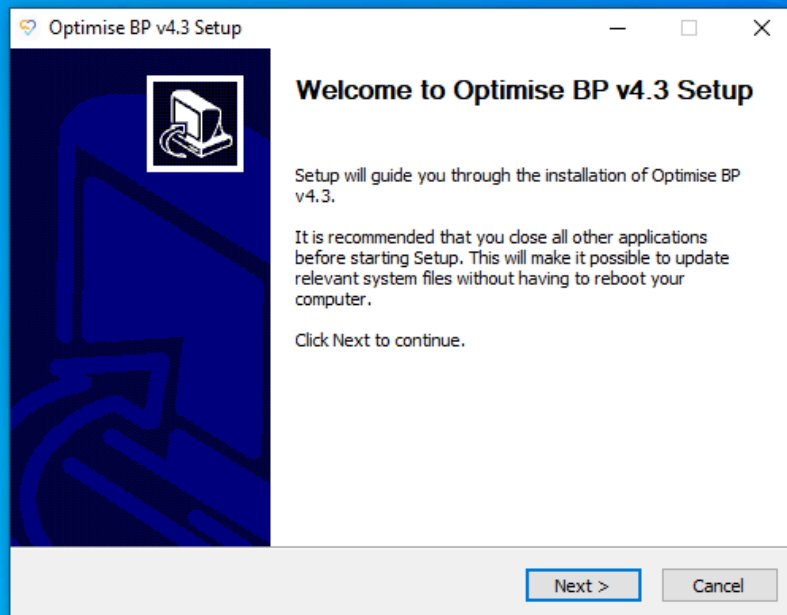 Optimise BP v4.3 Setup
Welcome to Optimise BP v4.3 Setup
Setup will guide you through the installation of Optimise BP
v4.3.
It is recommended that you close all other applications
before starting Setup. This will make it possible to update
relevant system files without having to reboot your
computer.
Click Next to continue.
Next >
Cancel